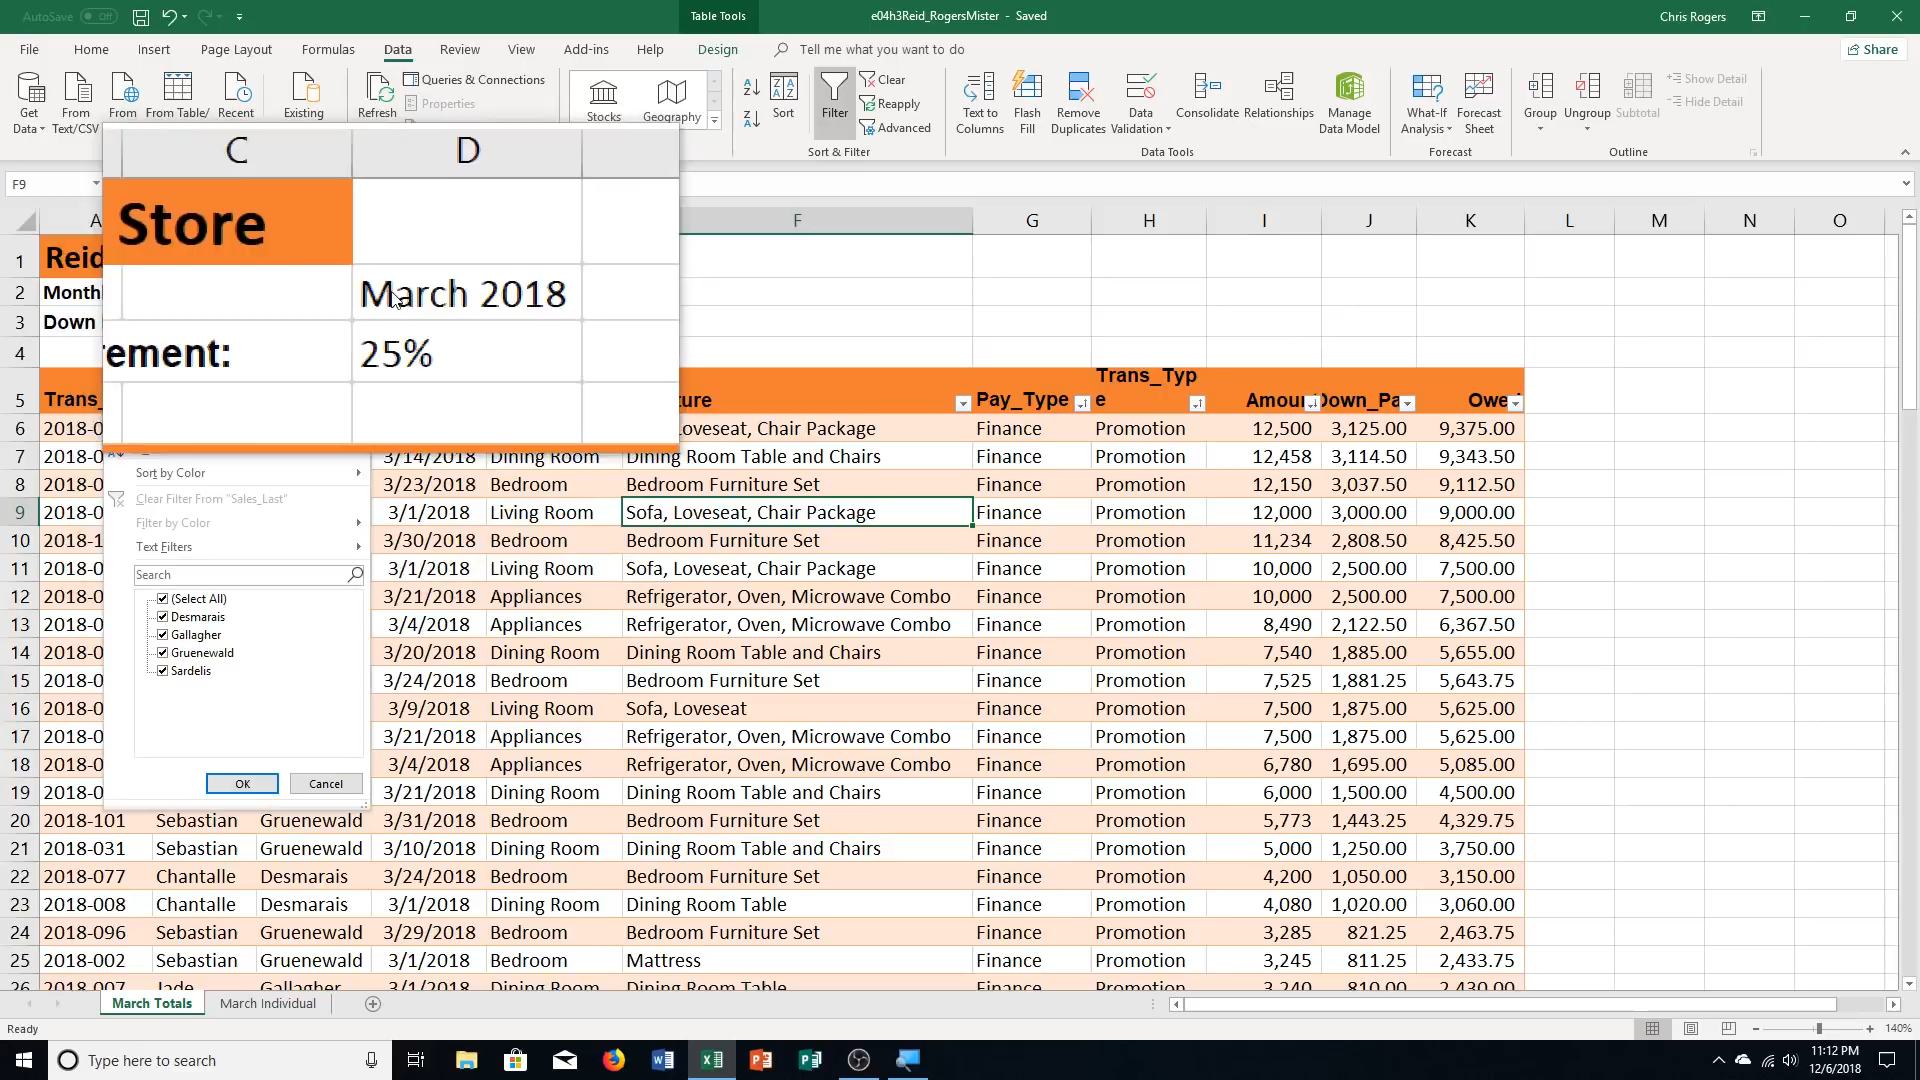 AutoSave Off
Table Tools
e04h3Reid_RogersMister - Saved
Chris Rogers
File Home Insert Page Layout Formulas Data Review View Add-ins Help Design Tell me what you want to do Share
Get Data
From Text/CSV
From
From Table/
Recent
Existing
Refresh
Queries & Connections
Properties
Stocks
Geography
Sort
Filter
Clear
Reapply
Advanced
Sort & Filter
Text to Columns
Flash Fill
Remove Duplicates
Data Validation
Consolidate
Relationships
Manage Data Model
Data Tools
What-If Analysis
Forecast Sheet
Forecast
Group
Ungroup
Subtotal
Show Detail
Hide Detail
Outline
F9
C D
Store
March 2018
rement: 25%
A F G H I J K L M N O
1 Reid
2 Month
3 Down
4
5 Trans_ ture Pay_Type Trans_Type Amoun Down_Pa Owe
6 2018-0 Loveseat, Chair Package Finance Promotion 12,500 3,125.00 9,375.00
7 2018-0 3/14/2018 Dining Room Dining Room Table and Chairs Finance Promotion 12,458 3,114.50 9,343.50
8 2018-0 3/23/2018 Bedroom Bedroom Furniture Set Finance Promotion 12,150 3,037.50 9,112.50
9 2018-0 3/1/2018 Living Room Sofa, Loveseat, Chair Package Finance Promotion 12,000 3,000.00 9,000.00
10 2018-1 3/30/2018 Bedroom Bedroom Furniture Set Finance Promotion 11,234 2,808.50 8,425.50
11 2018-0 3/1/2018 Living Room Sofa, Loveseat, Chair Package Finance Promotion 10,000 2,500.00 7,500.00
12 2018-0 3/21/2018 Appliances Refrigerator, Oven, Microwave Combo Finance Promotion 10,000 2,500.00 7,500.00
13 2018-0 3/4/2018 Appliances Refrigerator, Oven, Microwave Combo Finance Promotion 8,490 2,122.50 6,367.50
14 2018-0 3/20/2018 Dining Room Dining Room Table and Chairs Finance Promotion 7,540 1,885.00 5,655.00
15 2018-0 3/24/2018 Bedroom Bedroom Furniture Set Finance Promotion 7,525 1,881.25 5,643.75
16 2018-0 3/9/2018 Living Room Sofa, Loveseat Finance Promotion 7,500 1,875.00 5,625.00
17 2018-0 3/21/2018 Appliances Refrigerator, Oven, Microwave Combo Finance Promotion 7,500 1,875.00 5,625.00
18 2018-0 3/4/2018 Appliances Refrigerator, Oven, Microwave Combo Finance Promotion 6,780 1,695.00 5,085.00
19 2018-0 3/21/2018 Dining Room Dining Room Table and Chairs Finance Promotion 6,000 1,500.00 4,500.00
20 2018-101 Sebastian Gruenewald 3/31/2018 Bedroom Bedroom Furniture Set Finance Promotion 5,773 1,443.25 4,329.75
21 2018-031 Sebastian Gruenewald 3/10/2018 Dining Room Dining Room Table and Chairs Finance Promotion 5,000 1,250.00 3,750.00
22 2018-077 Chantalle Desmarais 3/24/2018 Bedroom Bedroom Furniture Set Finance Promotion 4,200 1,050.00 3,150.00
23 2018-008 Chantalle Desmarais 3/1/2018 Dining Room Dining Room Table Finance Promotion 4,080 1,020.00 3,060.00
24 2018-096 Sebastian Gruenewald 3/29/2018 Bedroom Bedroom Furniture Set Finance Promotion 3,285 821.25 2,463.75
25 2018-002 Sebastian Gruenewald 3/1/2018 Bedroom Mattress Finance Promotion 3,245 811.25 2,433.75
26 2018-007 Jade Gallagher 3/1/2018 Dining Room Dining Room Table Finance Promotion 3,240 810.00 2,430.00
Sort by Color
Clear Filter From "Sales_Last"
Filter by Color
Text Filters
Search
(Select All)
Desmarais
Gallagher
Gruenewald
Sardelis
OK Cancel
March Totals March Individual
Ready
140%
Type here to search
11:12 PM
12/6/2018